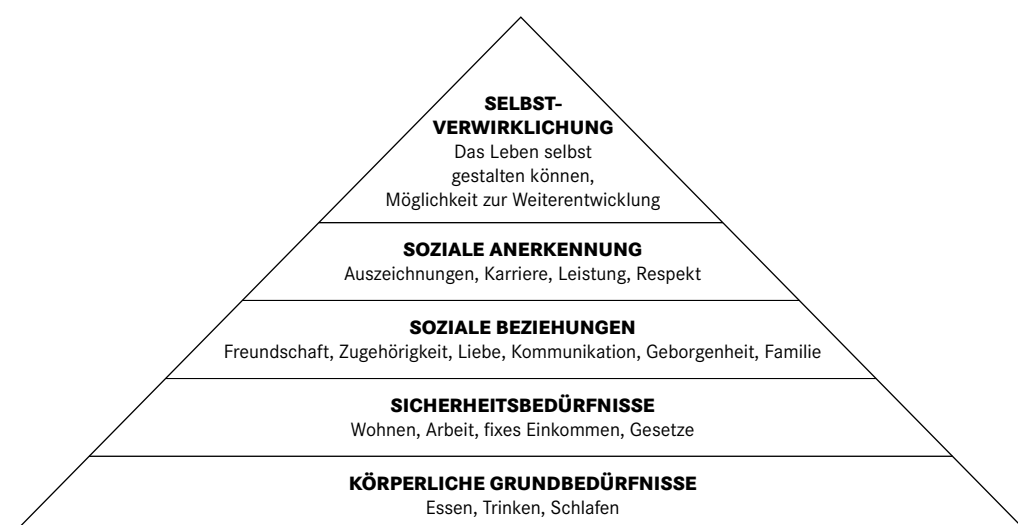 SELBST-
VERWIRKLICHUNG
Das Leben selbst
gestalten können,
Möglichkeit zur Weiterentwicklung
SOZIALE ANERKENNUNG
Auszeichnungen, Karriere, Leistung, Respekt
SOZIALE BEZIEHUNGEN
Freundschaft, Zugehörigkeit, Liebe, Kommunikation, Geborgenheit, Familie
SICHERHEITSBEDÜRFNISSE
Wohnen, Arbeit, fixes Einkommen, Gesetze
KÖRPERLICHE GRUNDBEDÜRFNISSE
Essen, Trinken, Schlafen